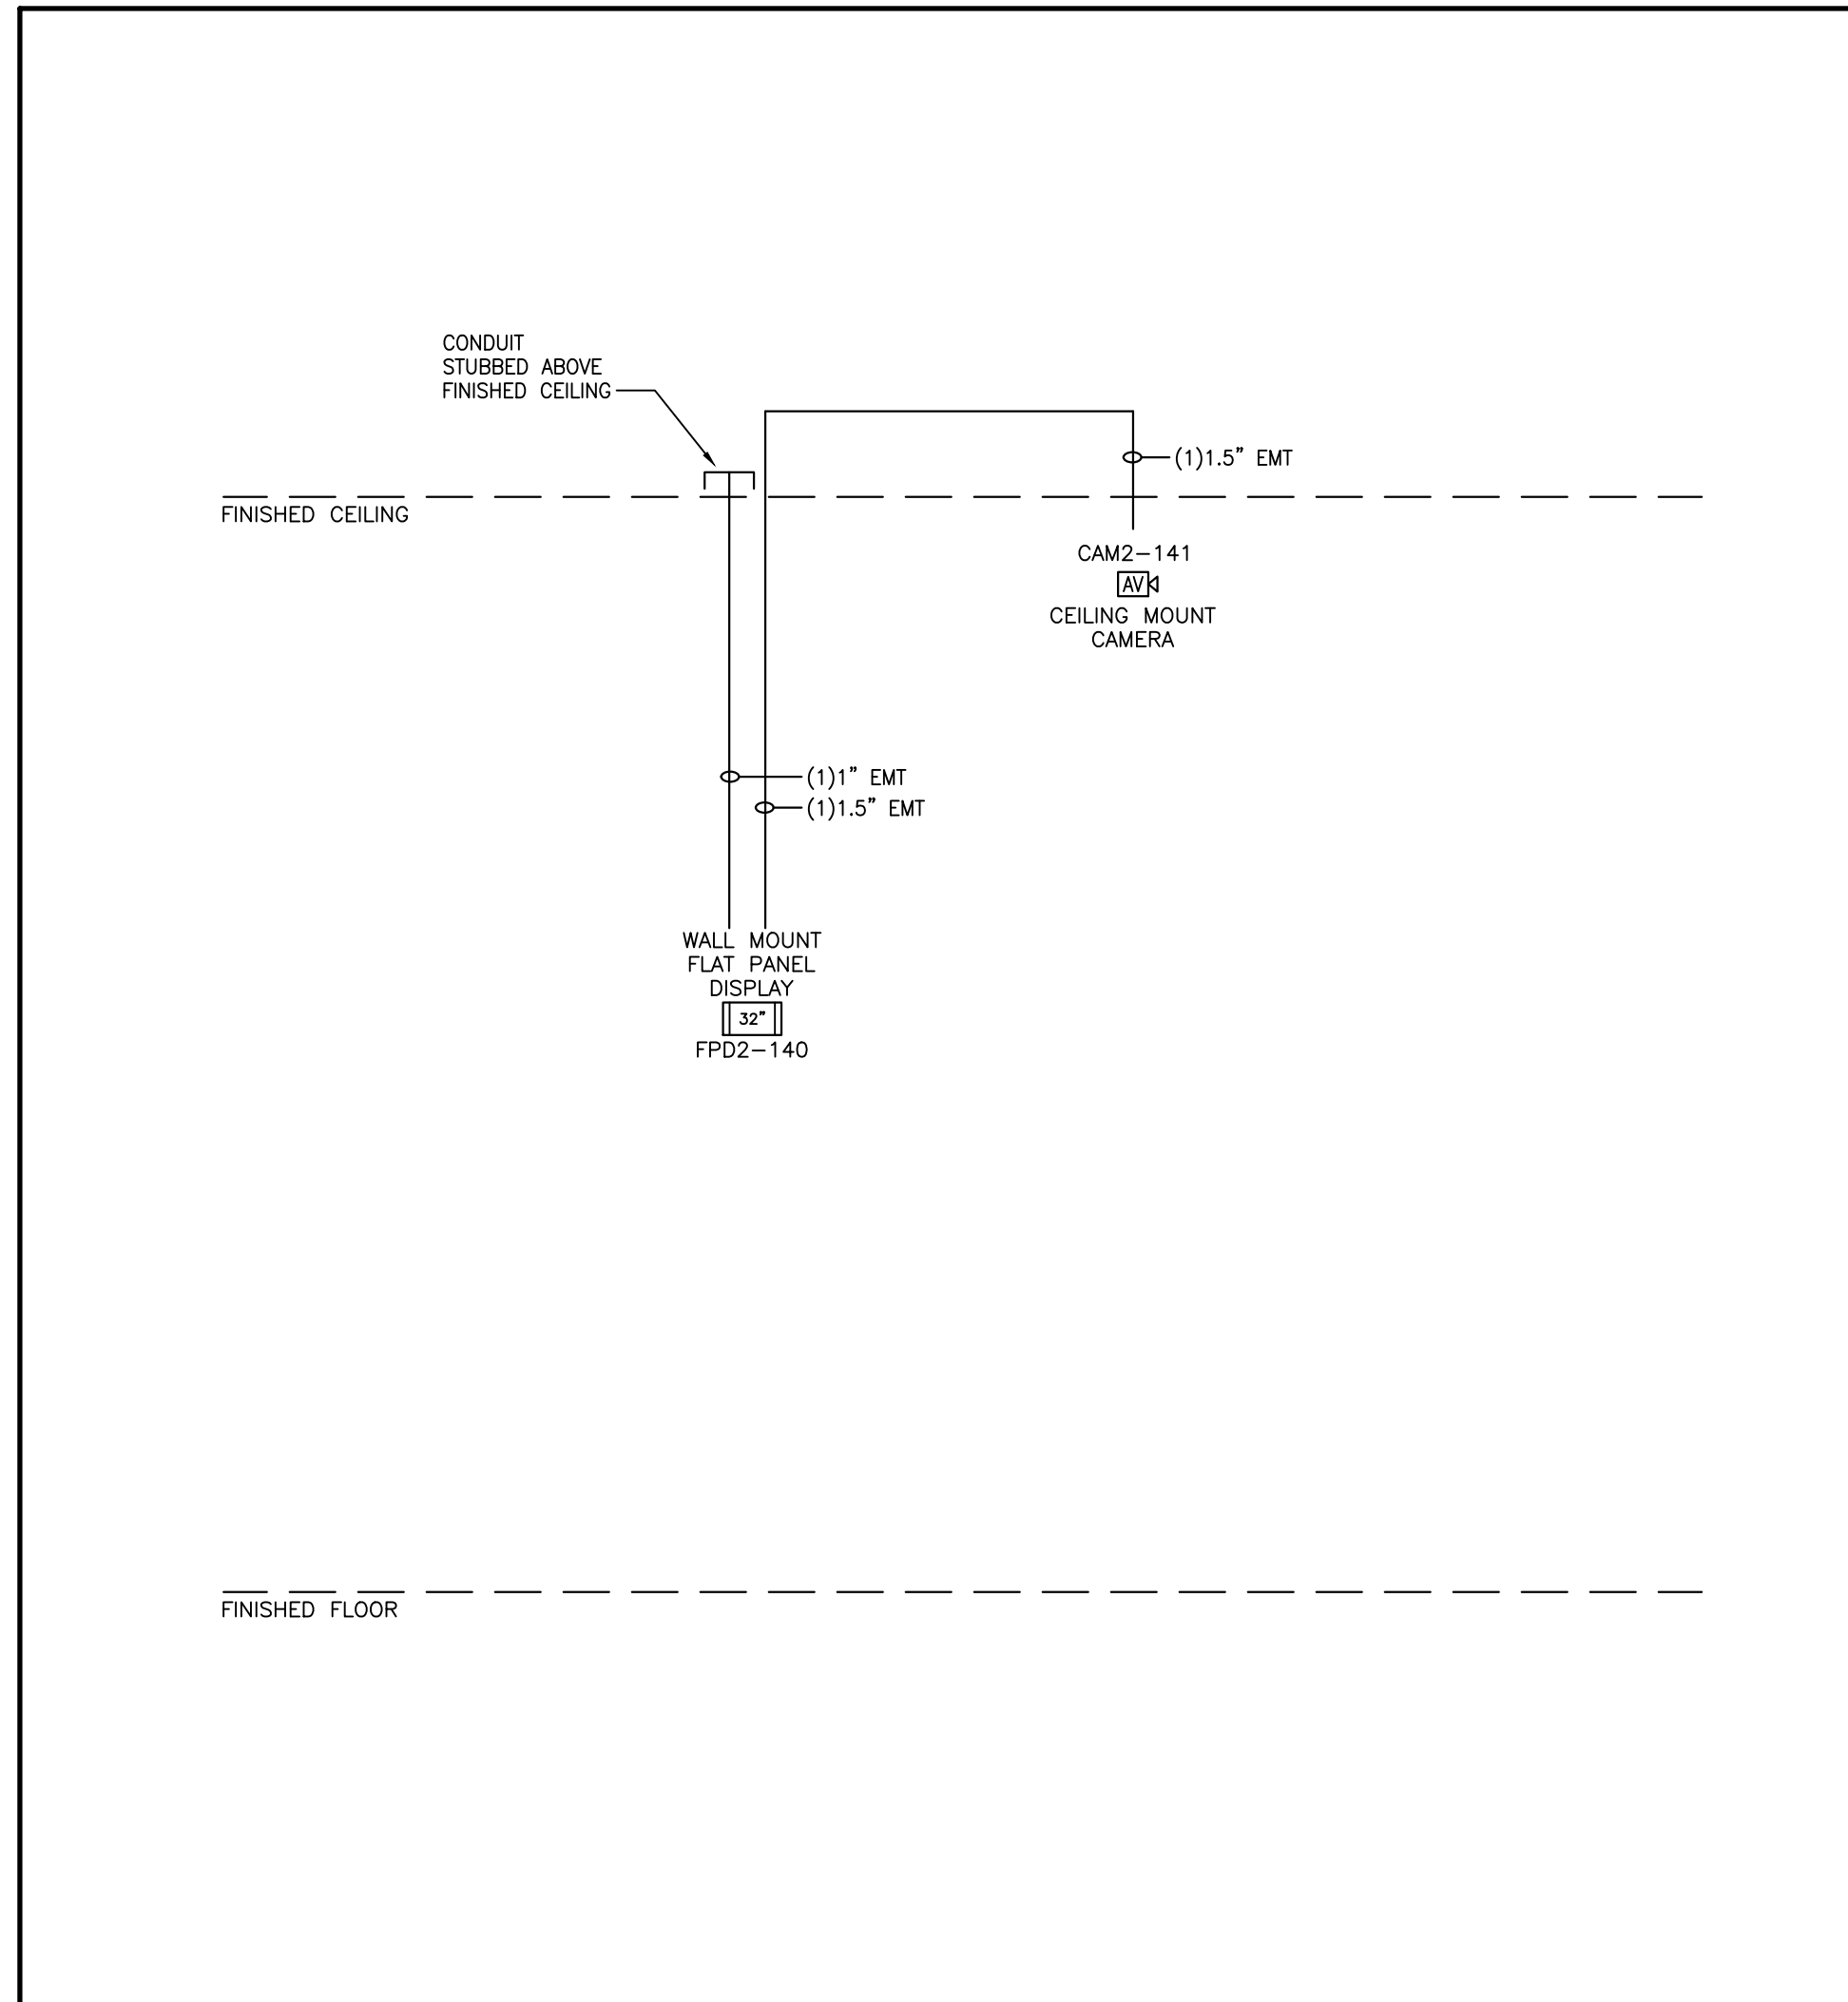 CONDUIT
STUBBED ABOVE
FINISHED CEILING
(1)1.5” EMT
FINISHED CEILING
CAM2-141
AV
CEILING MOUNT
CAMERA
(1)1” EMT
(1)1.5” EMT
WALL MOUNT
FLAT PANEL
DISPLAY
32”
FPD2-140
FINISHED FLOOR